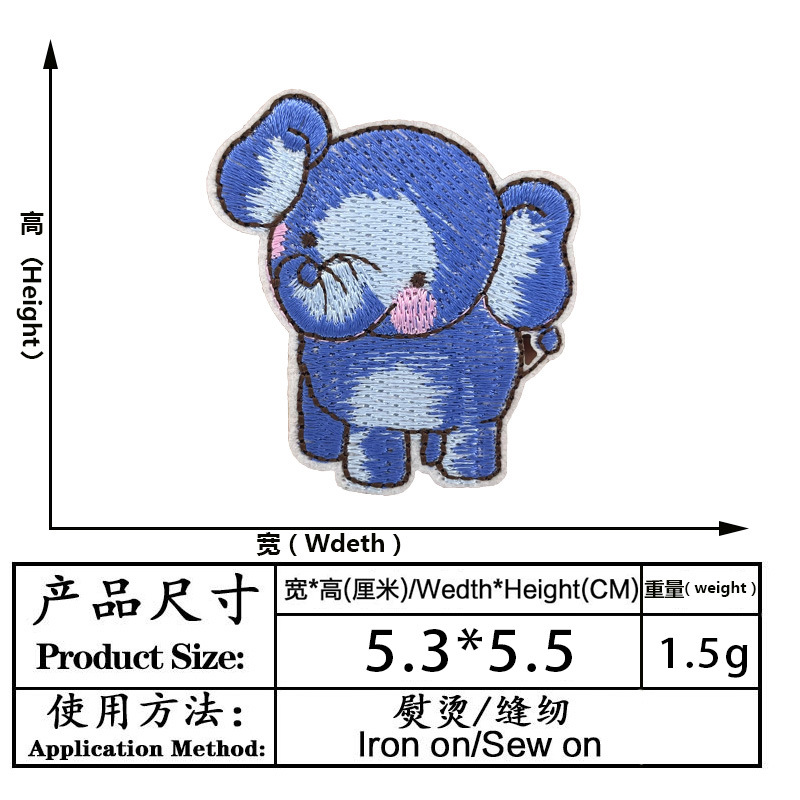 高（Height）
宽（Wdeth）
产品尺寸
Product Size:
宽*高(厘米)/Wedth*Height(CM)
重量( weight )
5.3*5.5
1.5g
使用方法：
Application Method:
熨烫/缝纫
Iron on/Sew on